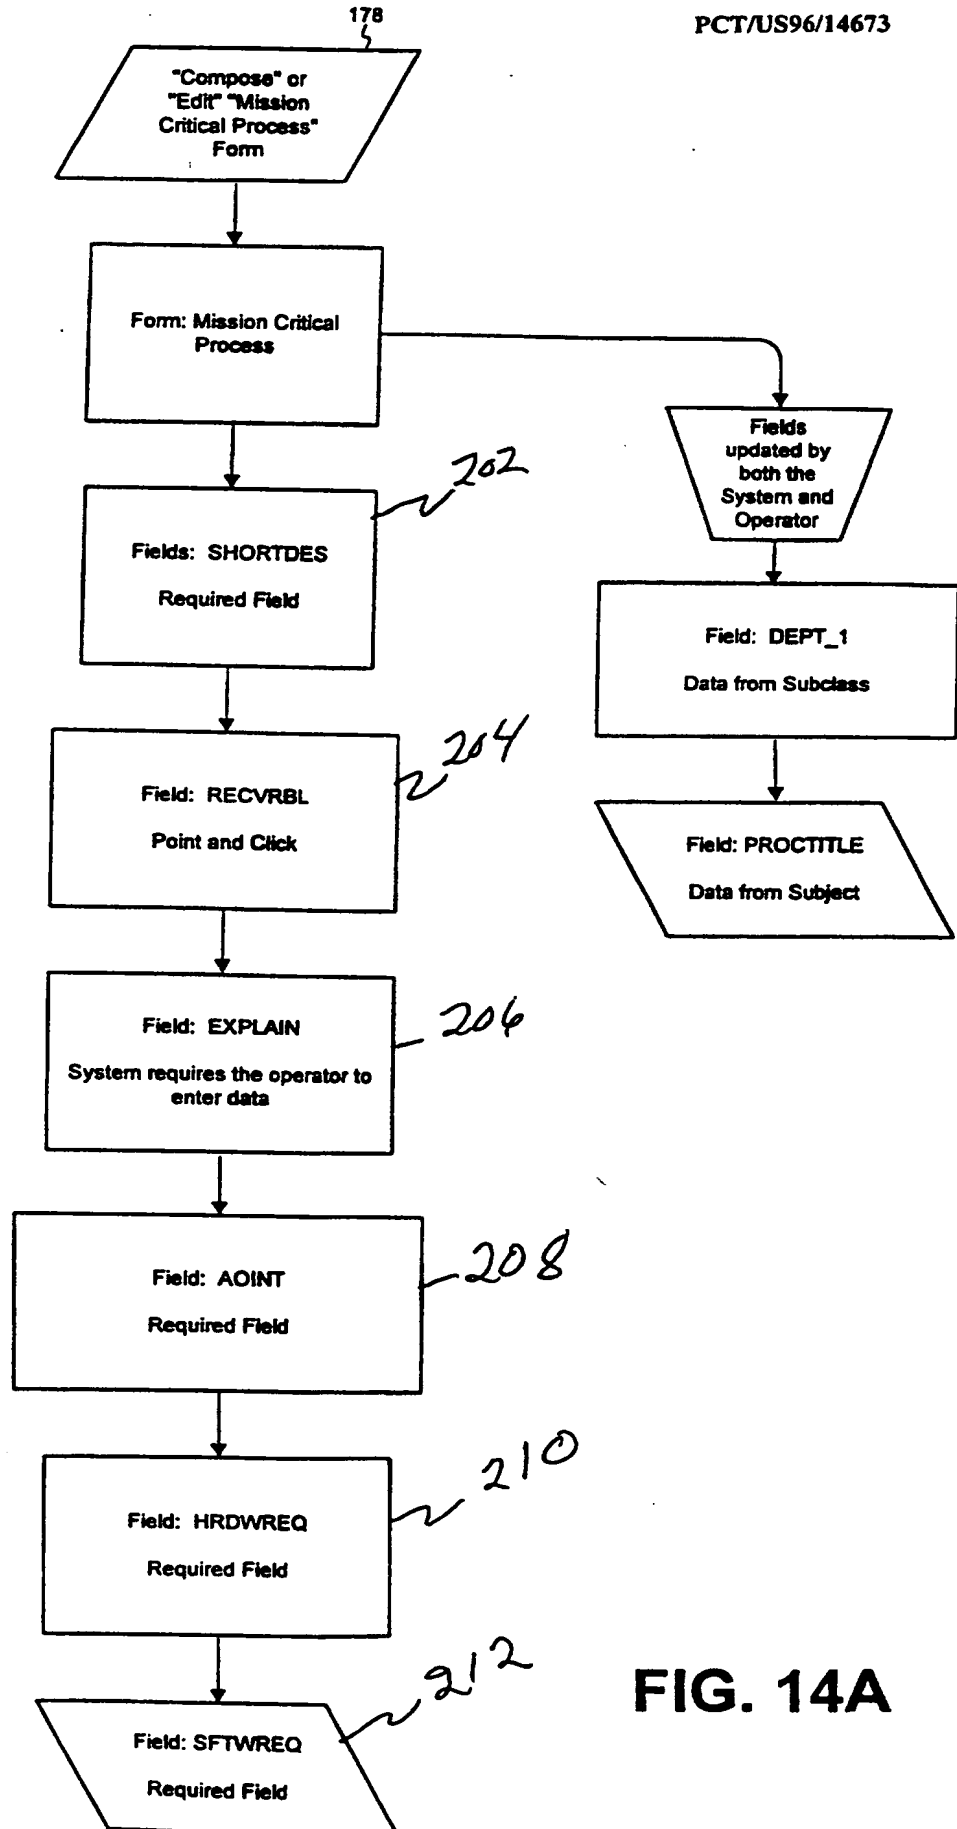 178
PCT/US96/14673
"Compose" or
"Edit" "Mission
Critical Process"
Form
Form: Mission Critical
Process
Fields
updated by
both the
System and
Operator
202
Fields: SHORTDES
Required Field
Field: DEPT_1
Data from Subclass
204
Field: RECVRBL
Point and Click
Field: PROCTITLE
Data from Subject
206
Field: EXPLAIN
System requires the operator to
enter data
208
Field: AOINT
Required Field
210
Field: HRDWREQ
Required Field
212
Field: SFTWREQ
Required Field
FIG. 14A